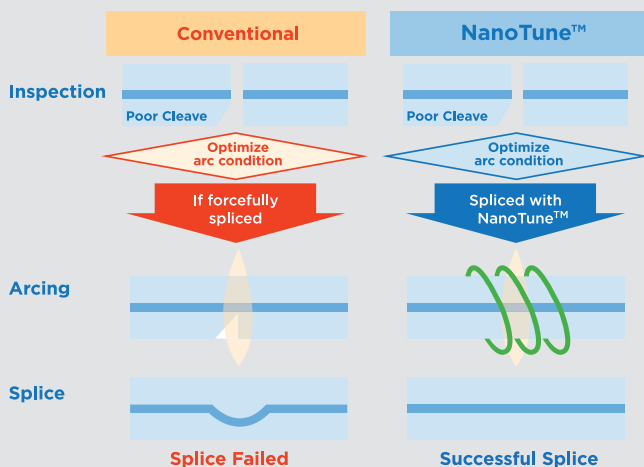 Conventional
NanoTune™
Inspection
Poor Cleave
Poor Cleave
Optimize
arc condition
Optimize
arc condition
If forcefully
spliced
Spliced with
NanoTune™
Arcing
Splice
Splice Failed
Successful Splice